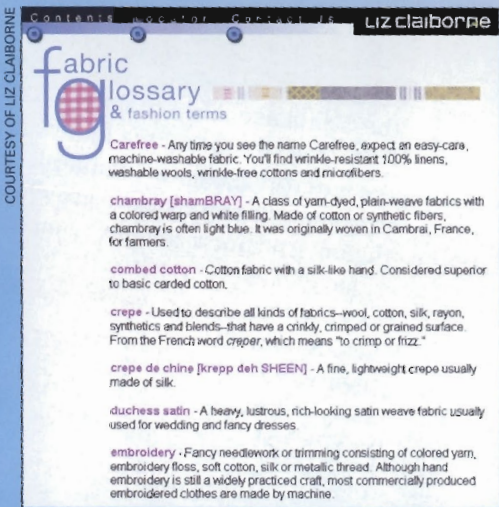 Contents Locator Contact Us
LIZ claiborne
COURTESY OF LIZ CLAIBORNE
fabric
glossary
& fashion terms
Carefree - Any time you see the name Carefree, expect an easy-care,
machine-washable fabric. You'll find wrinkle-resistant 100% linens,
washable wools, wrinkle-free cottons and microfibers.
chambray [shamBRAY] - A class of yarn-dyed, plain-weave fabrics with
a colored warp and white filling. Made of cotton or synthetic fibers,
chambray is often light blue. It was originally woven in Cambrai, France,
for farmers.
combed cotton - Cotton fabric with a silk-like hand. Considered superior
to basic carded cotton.
crepe - Used to describe all kinds of fabrics--wool, cotton, silk, rayon,
synthetics and blends--that have a crinkly, crimped or grained surface.
From the French word creper, which means "to crimp or frizz."
crepe de chine [krepp deh SHEEN] - A fine, lightweight crepe usually
made of silk.
duchess satin - A heavy, lustrous, rich-looking satin weave fabric usually
used for wedding and fancy dresses.
embroidery - Fancy needlework or trimming consisting of colored yarn,
embroidery floss, soft cotton, silk or metallic thread. Although hand
embroidery is still a widely practiced craft, most commercially produced
embroidered clothes are made by machine.